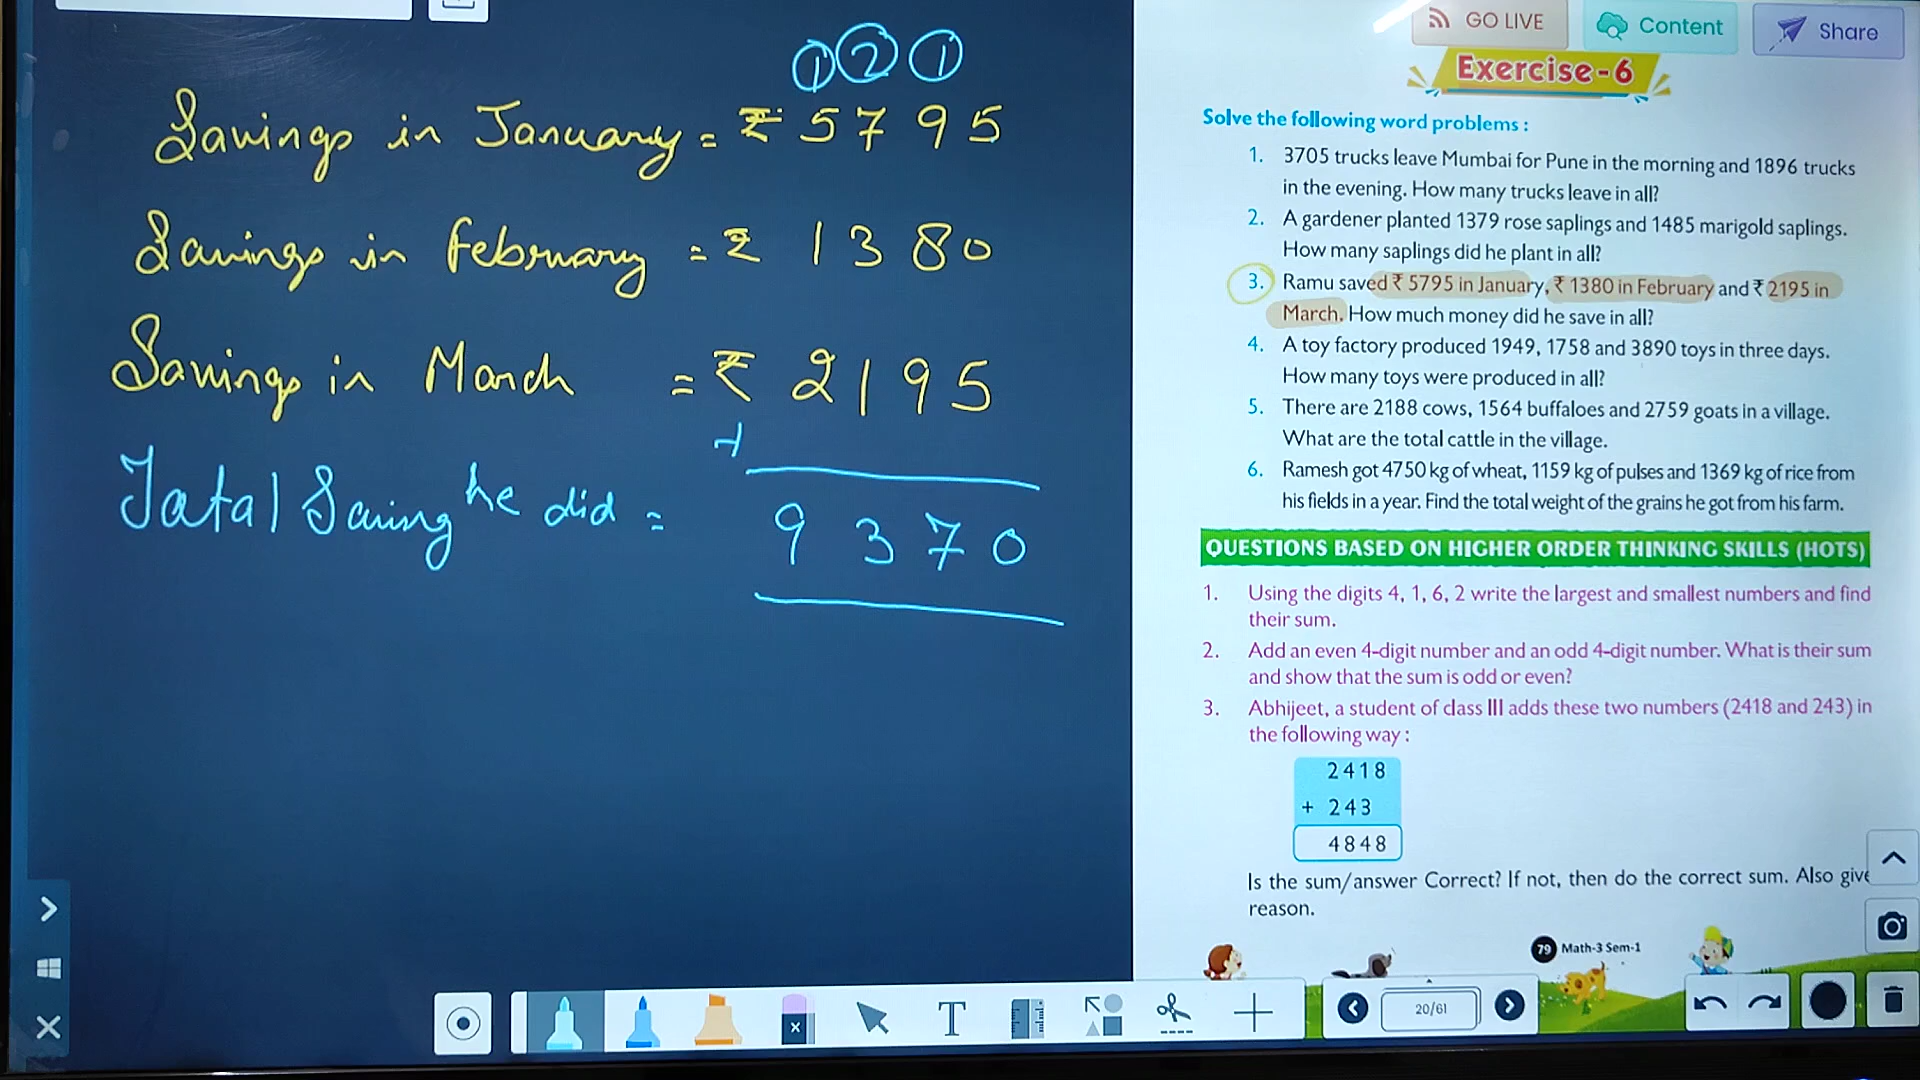 ① ② ①
Savings in January = ₹ 5795
Savings in february = ₹ 1380
Savings in March = ₹ 2195
+
Tatal Saving he did = 9370
GO LIVE
Content
Share
Exercise-6
Solve the following word problems :
1. 3705 trucks leave Mumbai for Pune in the morning and 1896 trucks
in the evening. How many trucks leave in all?
2. A gardener planted 1379 rose saplings and 1485 marigold saplings.
How many saplings did he plant in all?
3. Ramu saved ₹ 5795 in January, ₹ 1380 in February and ₹ 2195 in
March. How much money did he save in all?
4. A toy factory produced 1949, 1758 and 3890 toys in three days.
How many toys were produced in all?
5. There are 2188 cows, 1564 buffaloes and 2759 goats in a village.
What are the total cattle in the village.
6. Ramesh got 4750 kg of wheat, 1159 kg of pulses and 1369 kg of rice from
his fields in a year. Find the total weight of the grains he got from his farm.
QUESTIONS BASED ON HIGHER ORDER THINKING SKILLS (HOTS)
1. Using the digits 4, 1, 6, 2 write the largest and smallest numbers and find
their sum.
2. Add an even 4-digit number and an odd 4-digit number. What is their sum
and show that the sum is odd or even?
3. Abhijeet, a student of class III adds these two numbers (2418 and 243) in
the following way :
2418
+ 243
4848
Is the sum/answer Correct? If not, then do the correct sum. Also give
reason.
79 Math-3 Sem-1
T
20/61